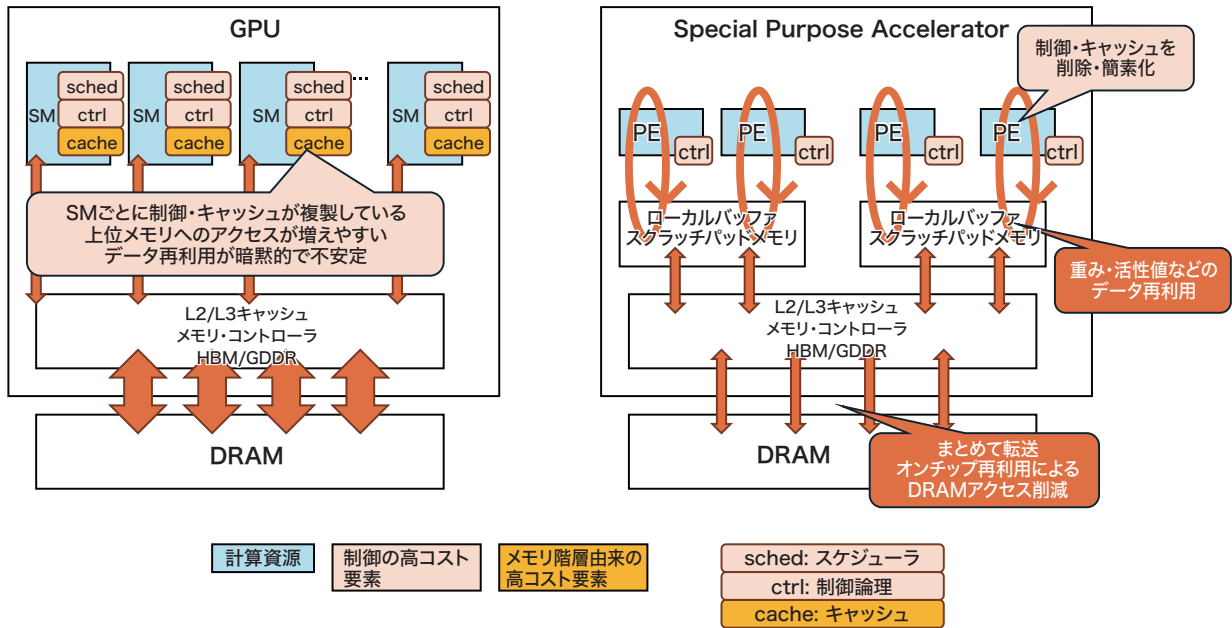 GPU
sched
ctrl
cache
SM
sched
ctrl
cache
SM
sched
ctrl
cache
SM
...
sched
ctrl
cache
SM
SMごとに制御・キャッシュが複製している
上位メモリへのアクセスが増えやすい
データ再利用が暗黙的で不安定
L2/L3キャッシュ
メモリ・コントローラ
HBM/GDDR
DRAM
Special Purpose Accelerator
制御・キャッシュを
削除・簡素化
PE
ctrl
PE
ctrl
PE
ctrl
PE
ctrl
ローカルバッファ
スクラッチパッドメモリ
ローカルバッファ
スクラッチパッドメモリ
重み・活性値などの
データ再利用
L2/L3キャッシュ
メモリ・コントローラ
HBM/GDDR
DRAM
まとめて転送
オンチップ再利用による
DRAMアクセス削減
計算資源
制御の高コスト
要素
メモリ階層由来の
高コスト要素
sched: スケジューラ
ctrl: 制御論理
cache: キャッシュ